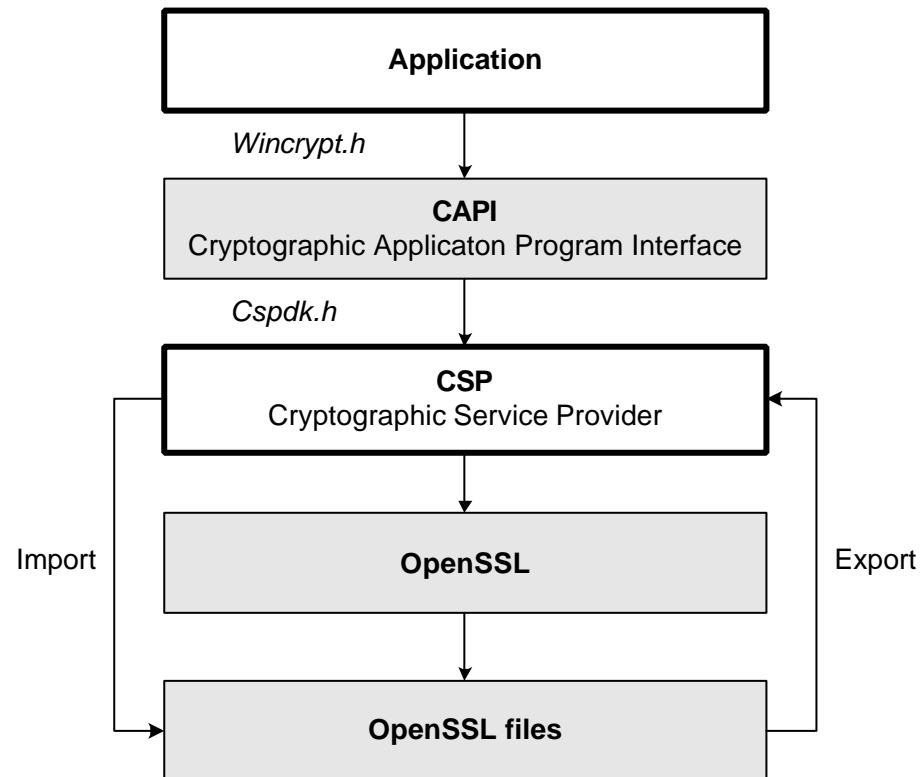 Application
Wincrypt.h
CAPI
Cryptographic Applicaton Program Interface
Cspdk.h
CSP
Cryptographic Service Provider
Import
OpenSSL
Export
OpenSSL files